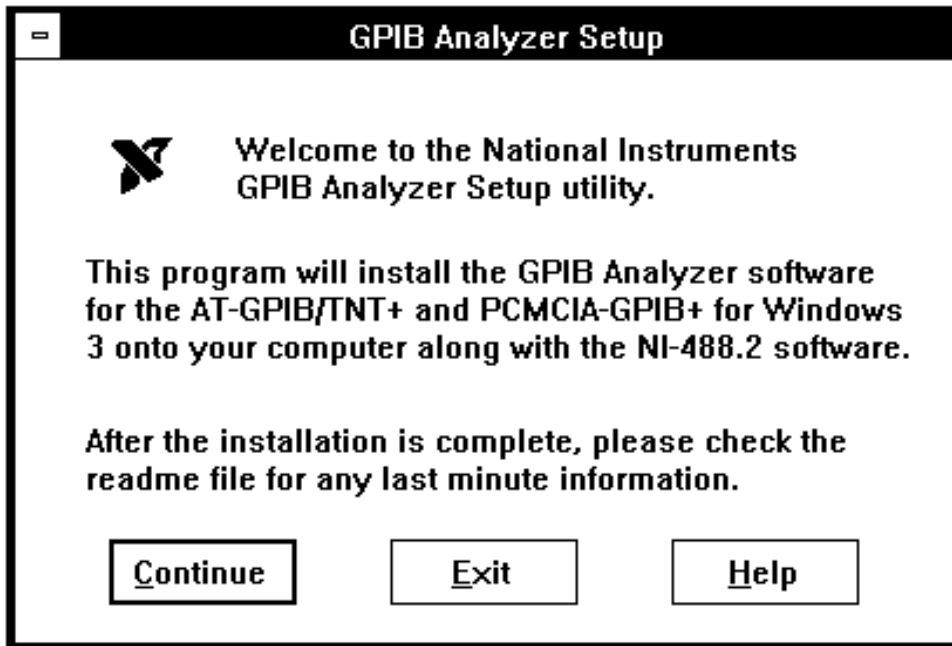 GPIB Analyzer Setup
Welcome to the National Instruments
GPIB Analyzer Setup utility.
This program will install the GPIB Analyzer software
for the AT-GPIB/TNT+ and PCMCIA-GPIB+ for Windows
3 onto your computer along with the NI-488.2 software.
After the installation is complete, please check the
readme file for any last minute information.
Continue Exit Help